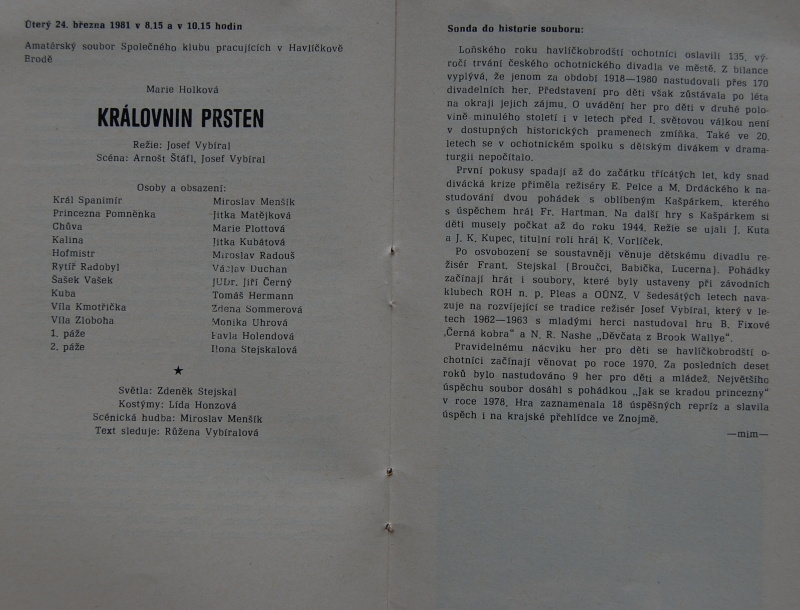 Úterý 24. března 1981 v 8.15 a v 10.15 hodin
Amatérský soubor Společného klubu pracujících v Havlíčkově
Brodě
Marie Holková
KRÁLOVNIN PRSTEN
Režie: Josef Vybíral
Scéna: Arnošt Štáfl, Josef Vybíral
Osoby a obsazení:
Král Spanimír Miroslav Menšík
Princezna Pomněnka Jitka Matějková
Chůva Marie Plottová
Kalina Jitka Kubátová
Hofmistr Miroslav Radouš
Rytíř Radobyl Václav Duchan
Šašek Vašek JUDr. Jiří Černý
Kuba Tomáš Hermann
Víla Kmotřička Zdena Sommerová
Víla Zloboha Monika Uhrová
1. páže Pavla Holendová
2. páže Ilona Stejskalová
★
Světla: Zdeněk Stejskal
Kostýmy: Lída Honzová
Scénická hudba: Miroslav Menšík
Text sleduje: Růžena Vybíralová
Sonda do historie souboru:
Loňského roku havlíčkobrodští ochotníci oslavili 135. vý-
ročí trvání českého ochotnického divadla ve městě. Z bilance
vyplývá, že jenom za období 1918—1980 nastudovali přes 170
divadelních her. Představení pro děti však zůstávala po léta
na okraji jejich zájmu. O uvádění her pro děti v druhé polo-
vině minulého století i v letech před I. světovou válkou není
v dostupných historických pramenech zmíňka. Také ve 20.
letech se v ochotnickém spolku s dětským divákem v drama-
turgii nepočítalo.
První pokusy spadají až do začátku třicátých let, kdy snad
divácká krize přiměla režiséry E. Pelce a M. Drdáckého k na-
studování dvou pohádek s oblíbeným Kašpárkem, kterého
s úspěchem hrál Fr. Hartman. Na další hry s Kašpárkem si
děti musely počkat až do roku 1944. Režie se ujali J. Kuta
a J. K. Kupec, titulní roli hrál K. Vorlíček.
Po osvobození se soustavněji věnuje dětskému divadlu re-
žisér Frant. Stejskal (Broučci, Babička, Lucerna). Pohádky
začínají hrát i soubory, které byly ustaveny při závodních
klubech ROH n. p. Pleas a OÚNZ. V šedesátých letech nava-
zuje na rozvíjející se tradice režisér Josef Vybíral, který v le-
tech 1962—1963 s mladými herci nastudoval hru B. Fixové
„Černá kobra“ a N. R. Nashe „Děvčata z Brook Wallye“.
Pravidelnému nácviku her pro děti se havlíčkobrodští o-
chotníci začínají věnovat po roce 1970. Za posledních deset
roků bylo nastudováno 9 her pro děti a mládež. Největšího
úspěchu soubor dosáhl s pohádkou „Jak se kradou princezny“
v roce 1978. Hra zaznamenala 18 úspěšných repríz a slavila
úspěch i na krajské přehlídce ve Znojmě.
—mim—